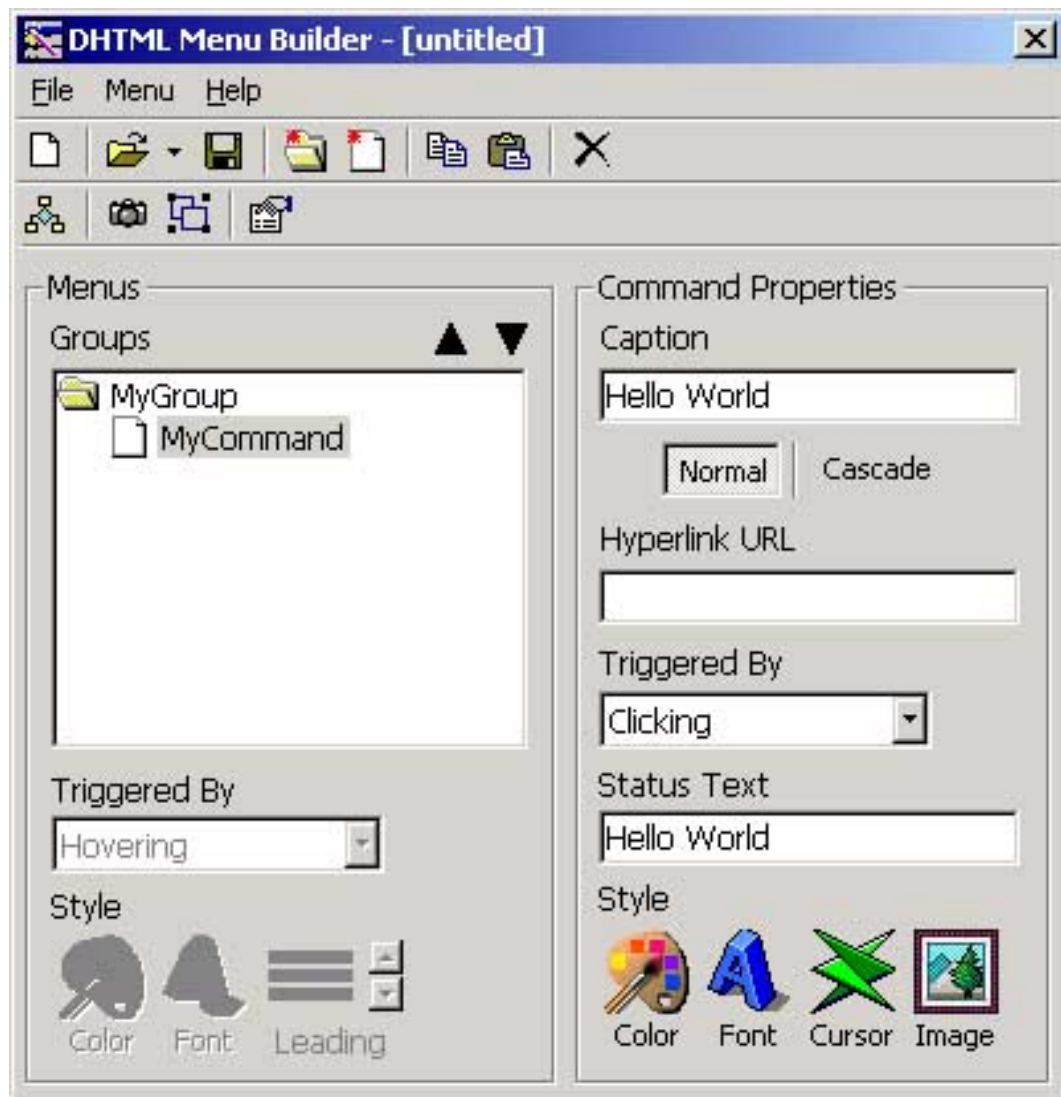 DHTML Menu Builder - [untitled]
File Menu Help
Menus
Groups
MyGroup
MyCommand
Triggered By
Hovering
Style
Color Font Leading
Command Properties
Caption
Hello World
Normal Cascade
Hyperlink URL
Triggered By
Clicking
Status Text
Hello World
Style
Color Font Cursor Image